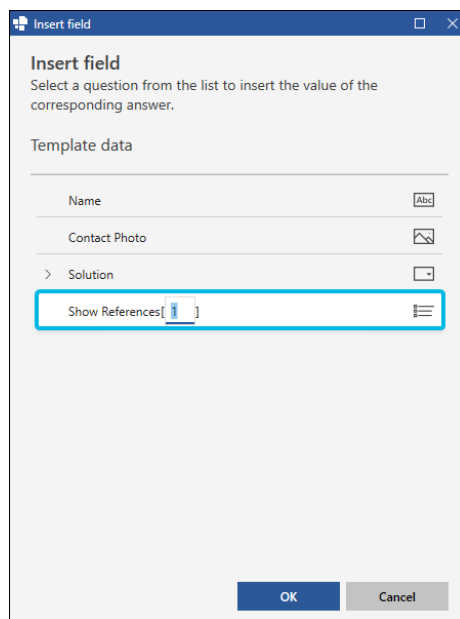 Insert field
Insert field
Select a question from the list to insert the value of the
corresponding answer.
Template data
Name
Abc
Contact Photo
Solution
Show References[ 1 ]
OK
Cancel